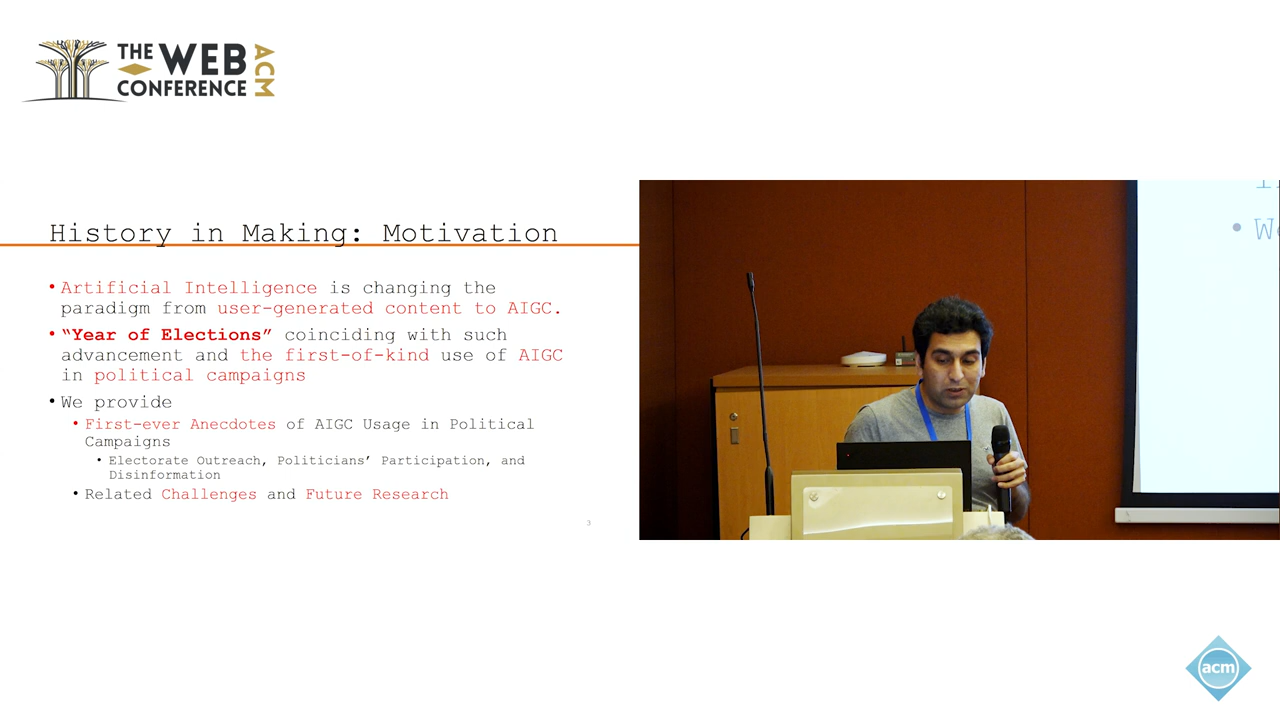 THE WEB
CONFERENCE
ACM
History in Making: Motivation
• Artificial Intelligence is changing the
paradigm from user-generated content to AIGC.
• “Year of Elections” coinciding with such
advancement and the first-of-kind use of AIGC
in political campaigns
• We provide
• First-ever Anecdotes of AIGC Usage in Political
Campaigns
• Electorate Outreach, Politicians’ Participation, and
Disinformation
• Related Challenges and Future Research
3
acm